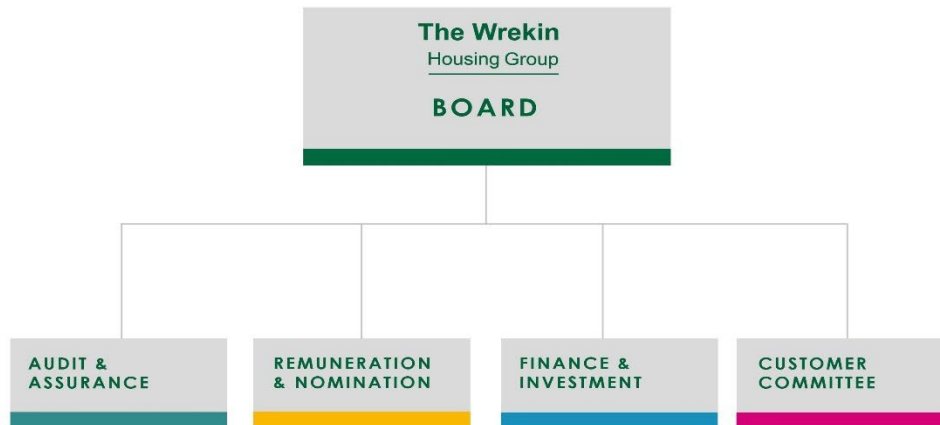 The Wrekin
Housing Group
BOARD
AUDIT &
ASSURANCE
REMUNERATION
& NOMINATION
FINANCE &
INVESTMENT
CUSTOMER
COMMITTEE